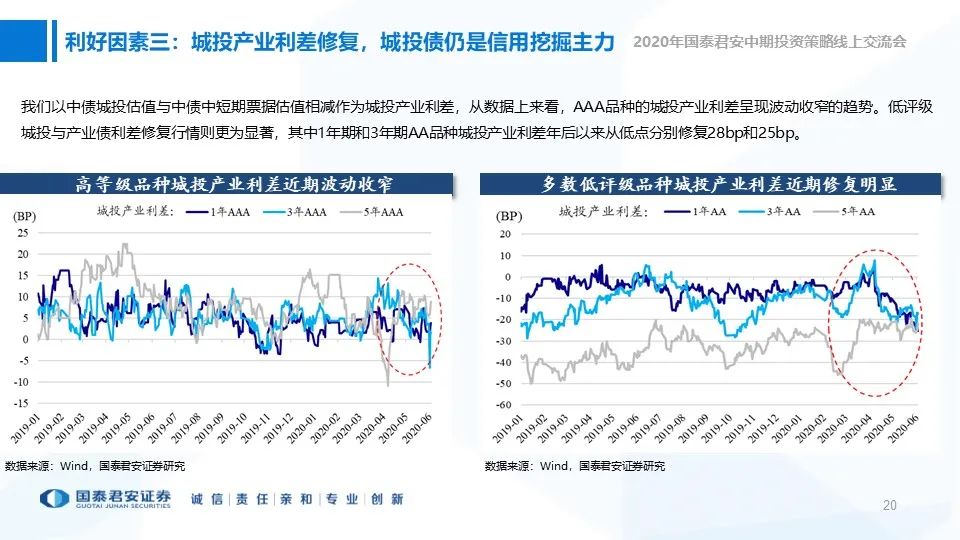 利好因素三：城投产业利差修复，城投债仍是信用挖掘主力
2020年国泰君安中期投资策略线上交流会
我们以中债城投估值与中债中短期票据估值相减作为城投产业利差，从数据上来看，AAA品种的城投产业利差呈现波动收窄的趋势。低评级
城投与产业债利差修复行情则更为显著，其中1年期和3年期AA品种城投产业利差年后以来从低点分别修复28bp和25bp。
高等级品种城投产业利差近期波动收窄
(BP)
城投产业利差： 1年AAA 3年AAA 5年AAA
25
20
15
10
5
0
-5
-10
-15
2019-01 2019-02 2019-03 2019-04 2019-05 2019-06 2019-07 2019-08 2019-09 2019-10 2019-11 2019-12 2020-01 2020-02 2020-03 2020-04 2020-05 2020-06
数据来源：Wind，国泰君安证券研究
多数低评级品种城投产业利差近期修复明显
(BP)
城投产业利差： 1年AA 3年AA 5年AA
20
10
0
-10
-20
-30
-40
-50
-60
2019-01 2019-02 2019-03 2019-04 2019-05 2019-06 2019-07 2019-08 2019-09 2019-10 2019-11 2019-12 2020-01 2020-02 2020-03 2020-04 2020-05 2020-06
数据来源：Wind，国泰君安证券研究
国泰君安证券
GUOTAI JUNAN SECURITIES
诚信|责任|亲和|专业|创新
20